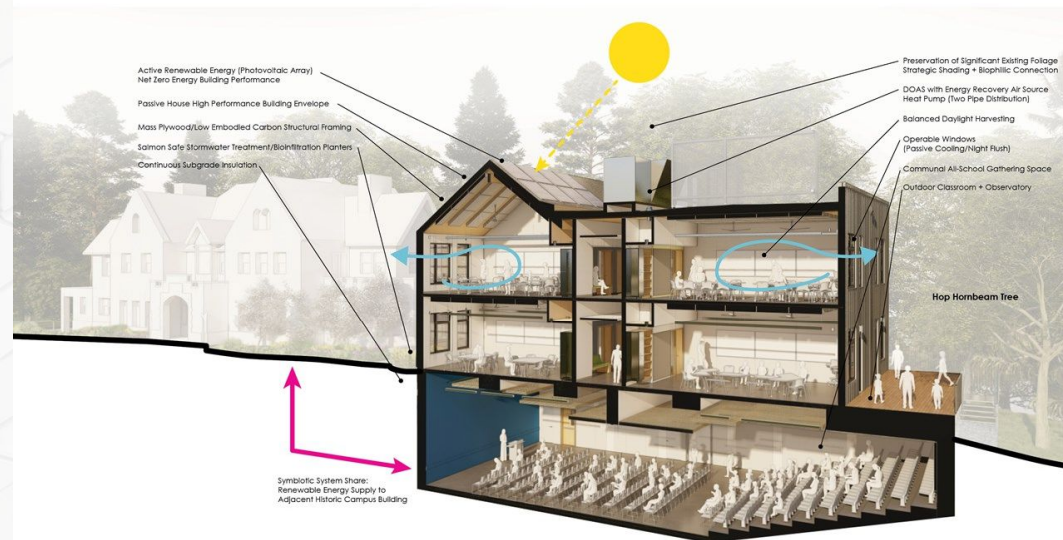 Active Renewable Energy (Photovoltaic Array)
Net Zero Energy Building Performance
Passive House High Performance Building Envelope
Mass Plywood/Low Embodied Carbon Structural Framing
Salmon Safe Stormwater Treatment/Bioinfiltration Planters
Continuous Subgrade Insulation
Preservation of Significant Existing Foliage
Strategic Shading + Biophilic Connection
DOAS with Energy Recovery Air Source
Heat Pump (Two Pipe Distribution)
Balanced Daylight Harvesting
Operable Windows
(Passive Cooling/Night Flush)
Communal All-School Gathering Space
Outdoor Classroom + Observatory
Hop Hornbeam Tree
Symbiotic System Share:
Renewable Energy Supply to
Adjacent Historic Campus Building